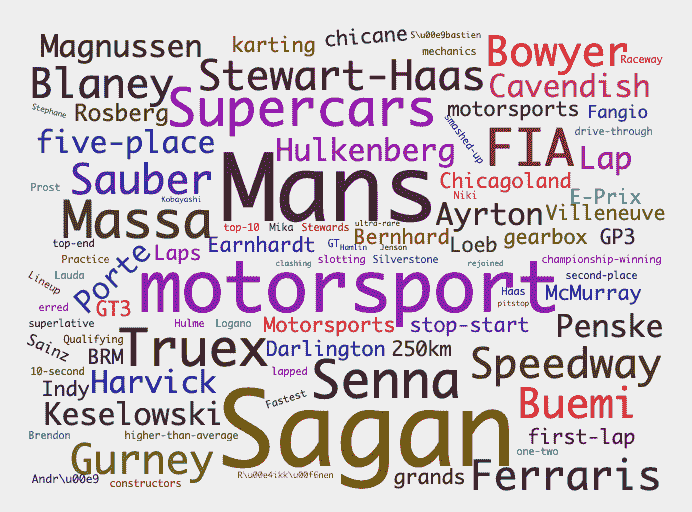 S\u00e9bastien
chicane
karting
Magnussen
mechanics
Bowyer
Raceway
Blaney
Stewart-Haas
Cavendish
Stephane
Rosberg
Supercars
motorsports
Fangio
smashed-up
drive-through
five-place
Hulkenberg
FIA
Lap
Sauber
Mans
Chicagoland
Prost
Kobayashi
Niki
E-Prix
Massa
Ayrton
Villeneuve
top-10
Mika
Stewards
ultra-rare
Bernhard
Loeb
gearbox
GP3
top-end
Earnhardt
GT
Hamlin
Jenson
Practice
Porte
Laps
clashing
slotting
Silverstone
rejoined
championship-winning
Lineup
Lauda
motorsport
second-place
Haas
McMurray
pitstop
erred
GT3
superlative
Hulme
Logano
Motorsports
stop-start
Penske
Qualifying
Sainz
BRM
Truex
Darlington
250km
Speedway
10-second
Indy
Harvick
lapped
Senna
Fastest
Keselowski
Sagan
Buemi
Brendon
higher-than-average
first-lap
one-two
Gurney
Andr\u00e9
constructors
R\u00e4ikk\u00f6nen
grands
Ferraris